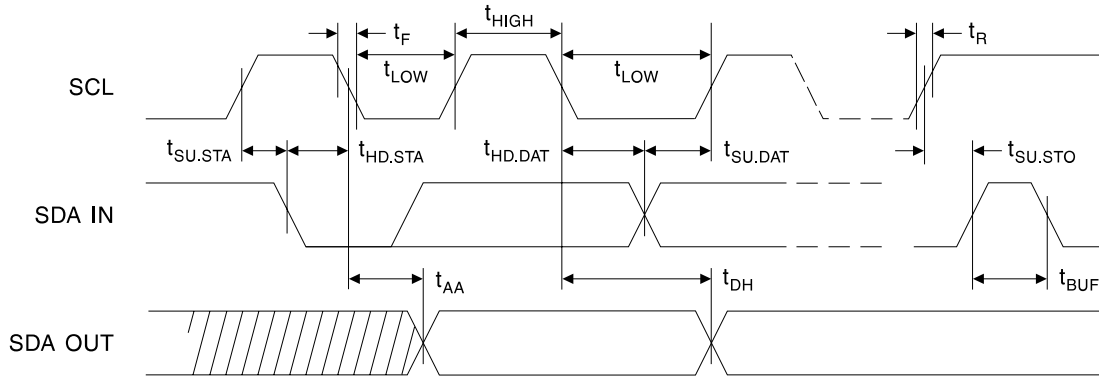 tHIGH
tF
tR
tLOW
tLOW
SCL
tSU.STA
tHD.STA
tHD.DAT
tSU.DAT
tSU.STO
SDA IN
tAA
tDH
tBUF
SDA OUT